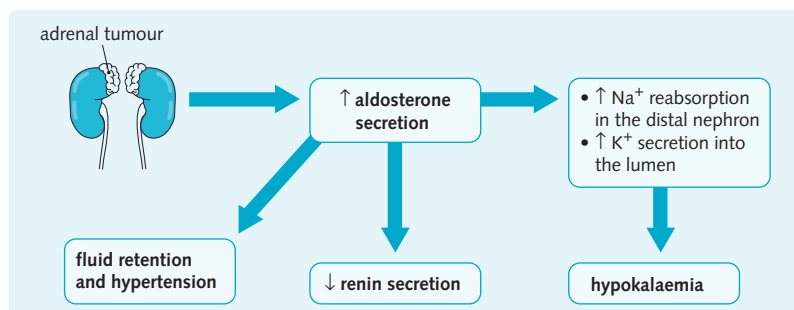 adrenal tumour
↑ aldosterone
secretion
• ↑ Na⁺ reabsorption
in the distal nephron
• ↑ K⁺ secretion into
the lumen
fluid retention
and hypertension
↓ renin secretion
hypokalaemia